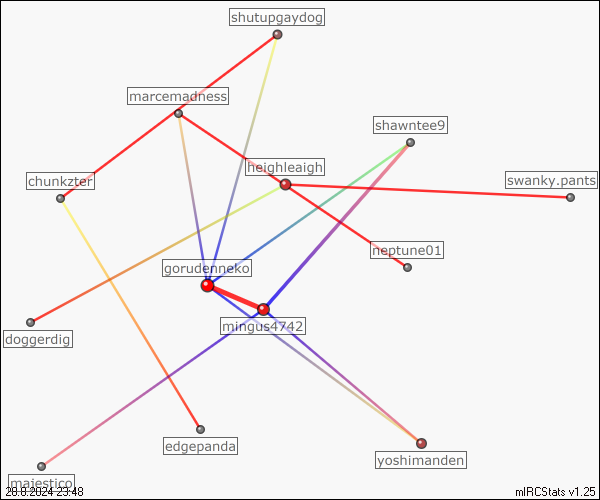 shutupgaydog
marcemadness
shawntee9
heighleaigh
chunkzter
swanky.pants
neptune01
gorudenneko
mingus4742
doggerdig
edgepanda
yoshimanden
majestico
20.8.2024 23:48
mIRCStats v1.25